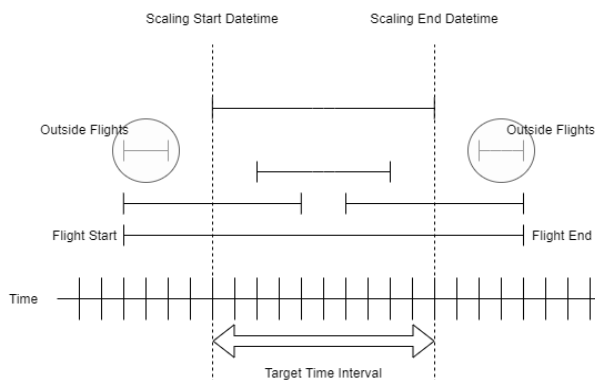 Scaling Start Datetime
Scaling End Datetime
Outside Flights
Outside Flights
Flight Start
Flight End
Time
Target Time Interval